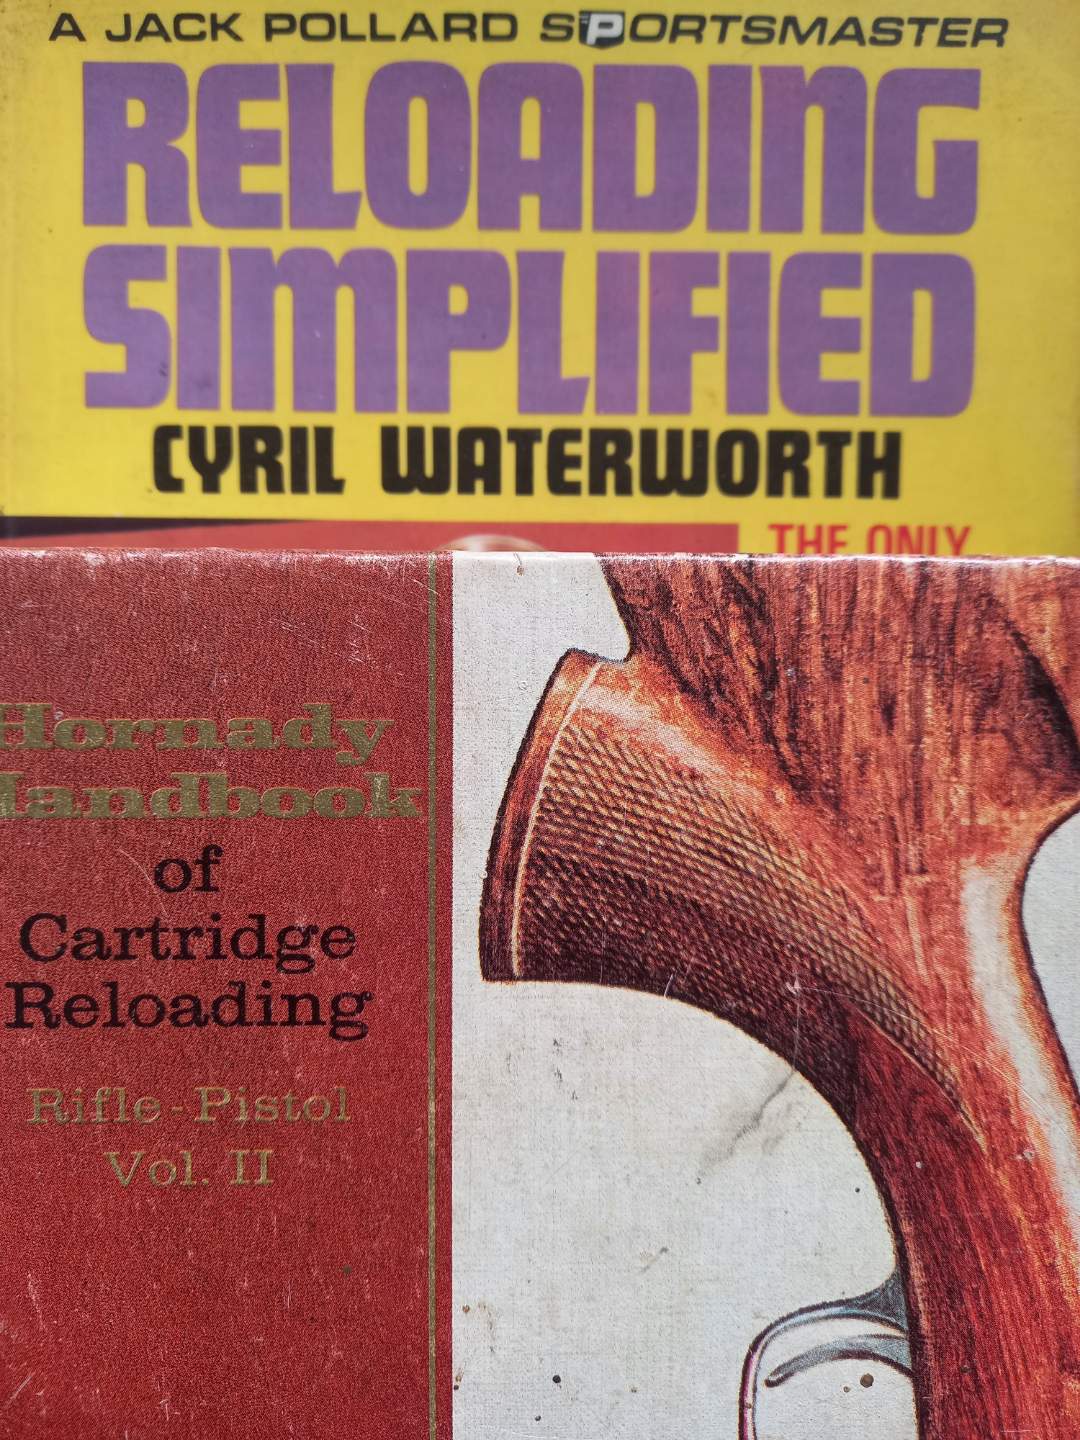 A JACK POLLARD SPORTSMASTER
RELOADING
SIMPLIFIED
CYRIL WATERWORTH
THE ONLY
Hornady
Handbook
of
Cartridge
Reloading
Rifle-Pistol
Vol. II